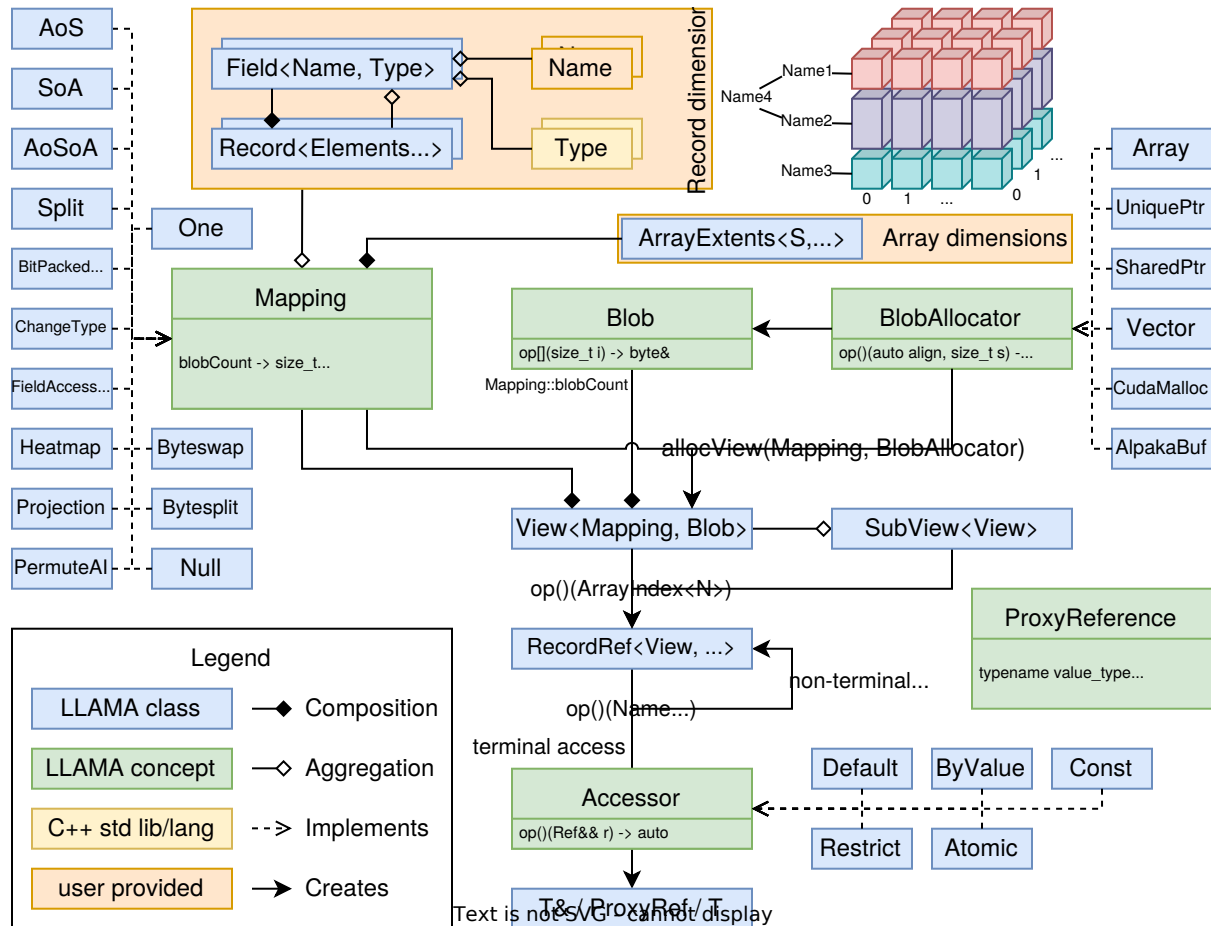 AoS
SoA
AoSoA
Split
One
BitPacked...
ChangeType
FieldAccess...
Heatmap
Byteswap
Projection
Bytesplit
PermuteAI
Null
Field<Name, Type>
Record<Elements...>
Name
Type
Record dimension
Name1
Name4
Name2
Name3
0
1
...
0
1
...
ArrayExtents<S,...>
Array dimensions
Mapping
blobCount -> size_t...
Blob
op[](size_t i) -> byte&
BlobAllocator
op()(auto align, size_t s) -...
Array
UniquePtr
SharedPtr
Vector
CudaMalloc
AlpakaBuf
Mapping::blobCount
allocView(Mapping, BlobAllocator)
View<Mapping, Blob>
SubView<View>
op()(ArrayIndex<N>)
RecordRef<View, ...>
non-terminal...
op()(Name...)
terminal access
ProxyReference
typename value_type...
Accessor
op()(Ref&& r) -> auto
Default
ByValue
Const
Restrict
Atomic
T& / ProxyRef / T
Legend
LLAMA class
Composition
LLAMA concept
Aggregation
C++ std lib/lang
Implements
user provided
Creates
Text is not SVG - cannot display